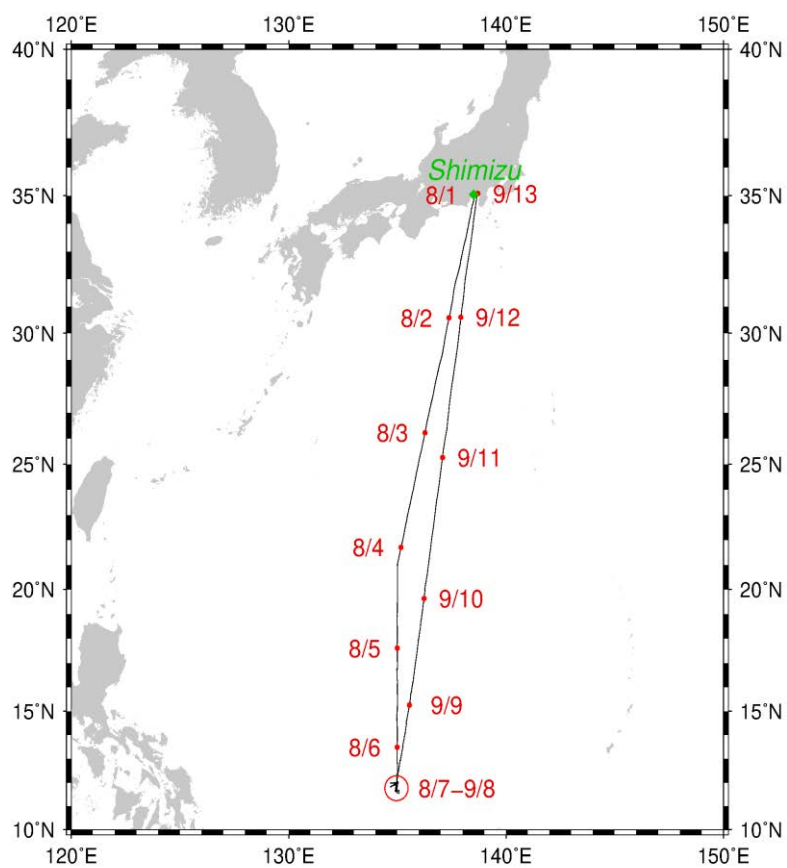 120˚E 130˚E 140˚E 150˚E
40˚N 40˚N
Shimizu
35˚N 8/1 9/13 35˚N
30˚N 8/2 9/12 30˚N
8/3
25˚N 9/11 25˚N
8/4
20˚N 9/10 20˚N
8/5
15˚N 9/9 15˚N
8/6
8/7–9/8
10˚N 10˚N
120˚E 130˚E 140˚E 150˚E